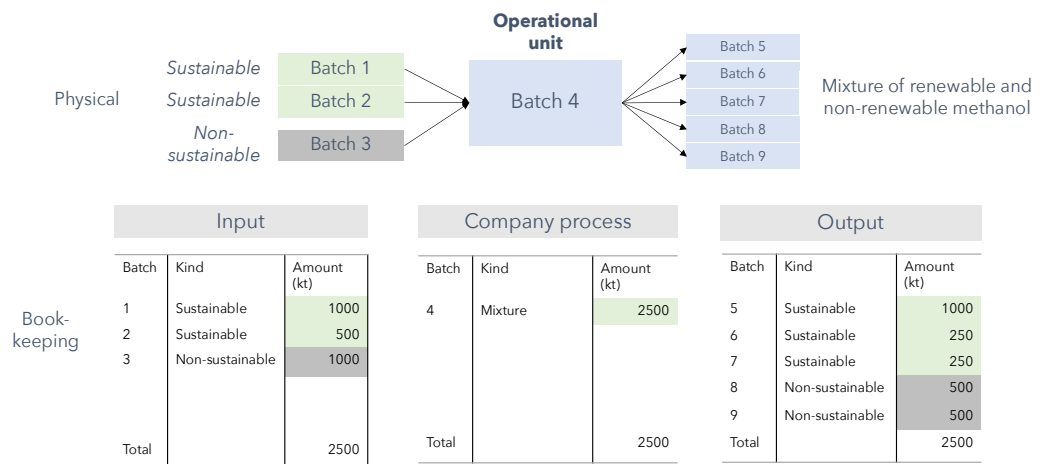 Operational
unit
Physical
Sustainable
Sustainable
Non-
sustainable
Batch 1
Batch 2
Batch 3
Batch 4
Batch 5
Batch 6
Batch 7
Batch 8
Batch 9
Mixture of renewable and
non-renewable methanol
Book-
keeping
Input
Batch Kind Amount
(kt)
1 Sustainable 1000
2 Sustainable 500
3 Non-sustainable 1000
Total 2500
Company process
Batch Kind Amount
(kt)
4 Mixture 2500
Total 2500
Output
Batch Kind Amount
(kt)
5 Sustainable 1000
6 Sustainable 250
7 Sustainable 250
8 Non-sustainable 500
9 Non-sustainable 500
Total 2500